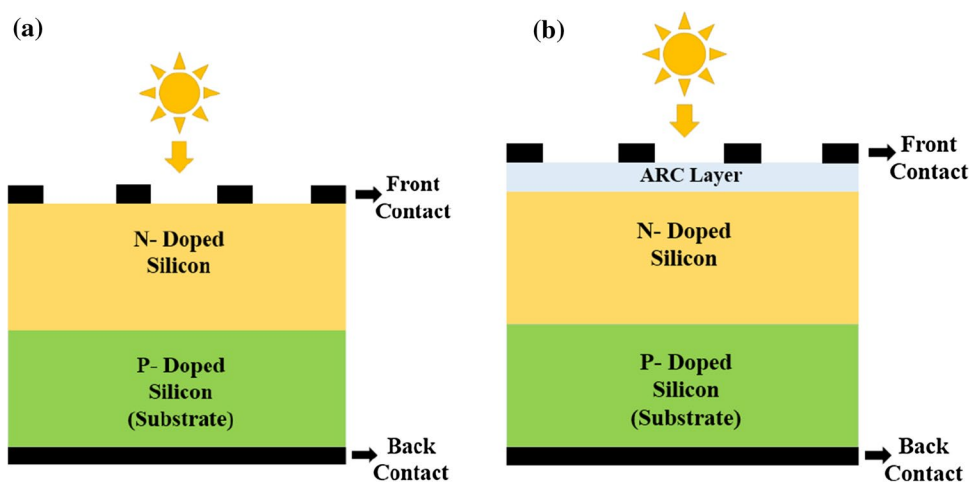 (a)
Front
Contact
N- Doped
Silicon
P- Doped
Silicon
(Substrate)
Back
Contact
(b)
Front
Contact
ARC Layer
N- Doped
Silicon
P- Doped
Silicon
(Substrate)
Back
Contact